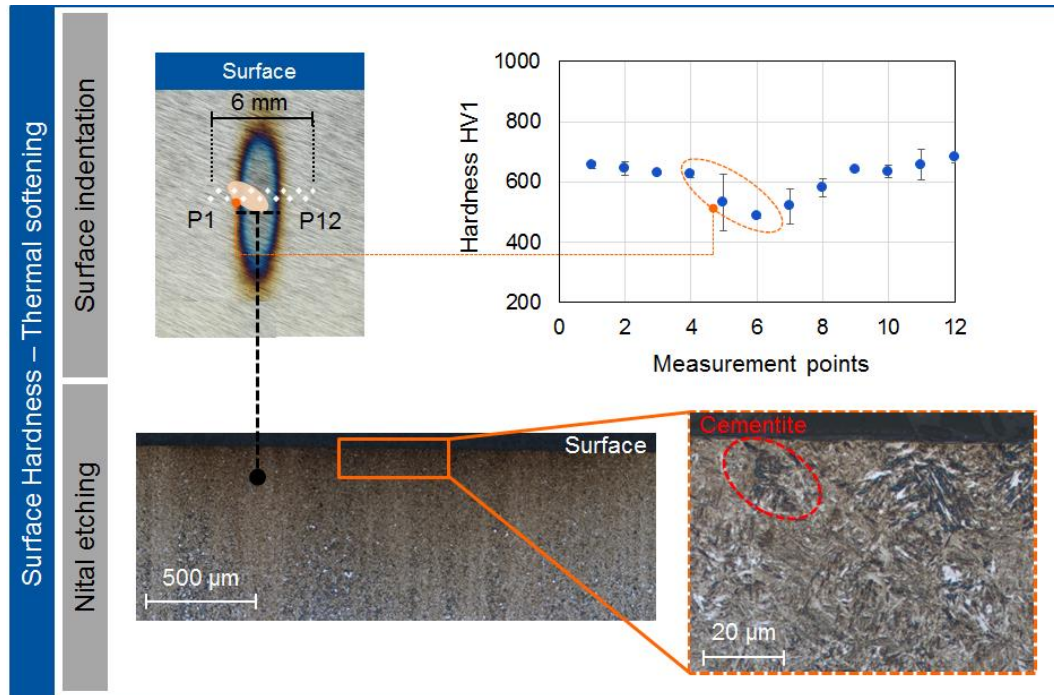 Surface Hardness – Thermal softening
Surface indentation
Surface
6 mm
P1
P12
Hardness HV1
1000
800
600
400
200
0
2
4
6
8
10
12
Measurement points
Nital etching
Surface
500 µm
Cementite
20 µm